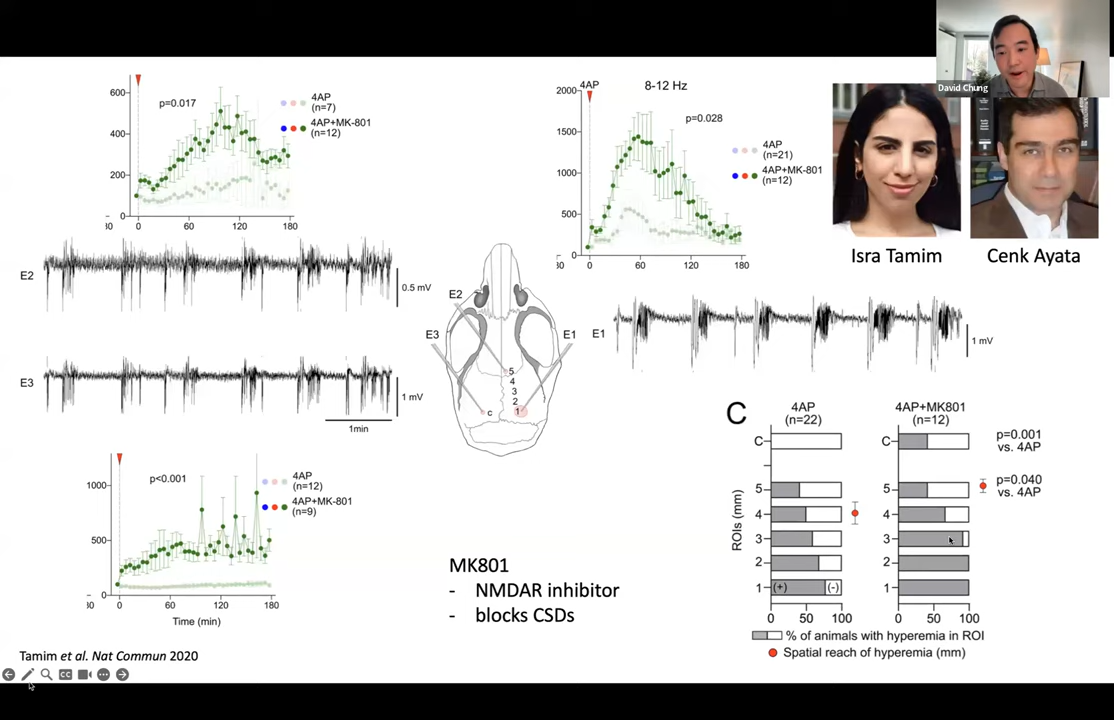 David Chung
p=0.017
4AP
(n=7)
4AP+MK-801
(n=12)
600
400
200
0
0
0
60
120
180
E2
0.5 mV
E3
1 mV
1min
p<0.001
4AP
(n=12)
4AP+MK-801
(n=9)
1000
500
0
0
0
60
120
180
Time (min)
Tamim et al. Nat Commun 2020
E2
E3
E1
5
4
3
2
1
c
MK801
- NMDAR inhibitor
- blocks CSDs
4AP
8-12 Hz
p=0.028
4AP
(n=21)
4AP+MK-801
(n=12)
2000
1500
1000
500
0
0
0
60
120
180
Isra Tamim
Cenk Ayata
E1
1 mV
C
4AP
(n=22)
4AP+MK801
(n=12)
p=0.001
vs. 4AP
p=0.040
vs. 4AP
ROIs (mm)
C
5
4
3
2
1
(+)
(-)
C
5
4
3
2
1
0
50
100
0
50
100
% of animals with hyperemia in ROI
Spatial reach of hyperemia (mm)
CC